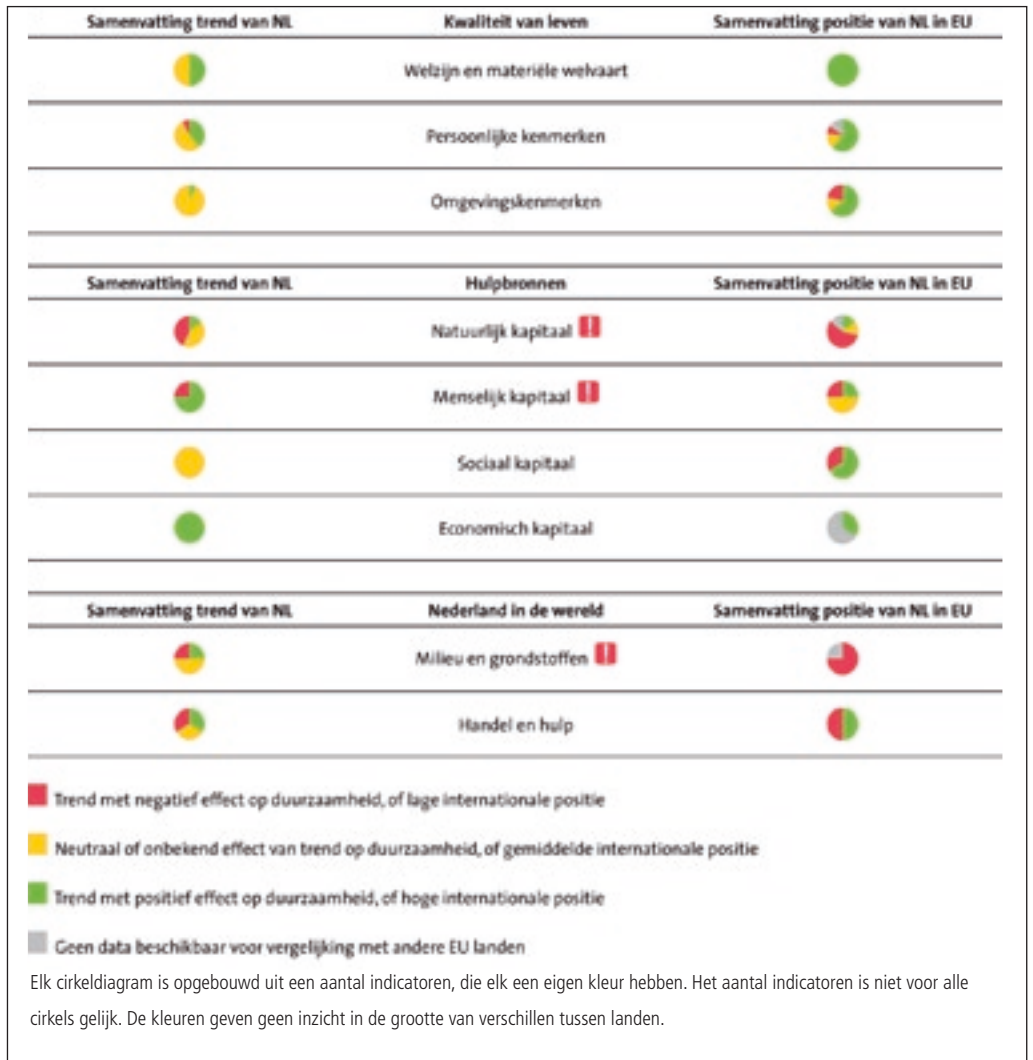 Samenvatting trend van NL Kwaliteit van leven Samenvatting positie van NL in EU
Welzijn en materiële welvaart
Persoonlijke kenmerken
Omgevingskenmerken
Samenvatting trend van NL Hulpbronnen Samenvatting positie van NL in EU
Natuurlijk kapitaal !
Menselijk kapitaal !
Sociaal kapitaal
Economisch kapitaal
Samenvatting trend van NL Nederland in de wereld Samenvatting positie van NL in EU
Milieu en grondstoffen !
Handel en hulp
Trend met negatief effect op duurzaamheid, of lage internationale positie
Neutraal of onbekend effect van trend op duurzaamheid, of gemiddelde internationale positie
Trend met positief effect op duurzaamheid, of hoge internationale positie
Geen data beschikbaar voor vergelijking met andere EU landen
Elk cirkeldiagram is opgebouwd uit een aantal indicatoren, die elk een eigen kleur hebben. Het aantal indicatoren is niet voor alle
cirkels gelijk. De kleuren geven geen inzicht in de grootte van verschillen tussen landen.